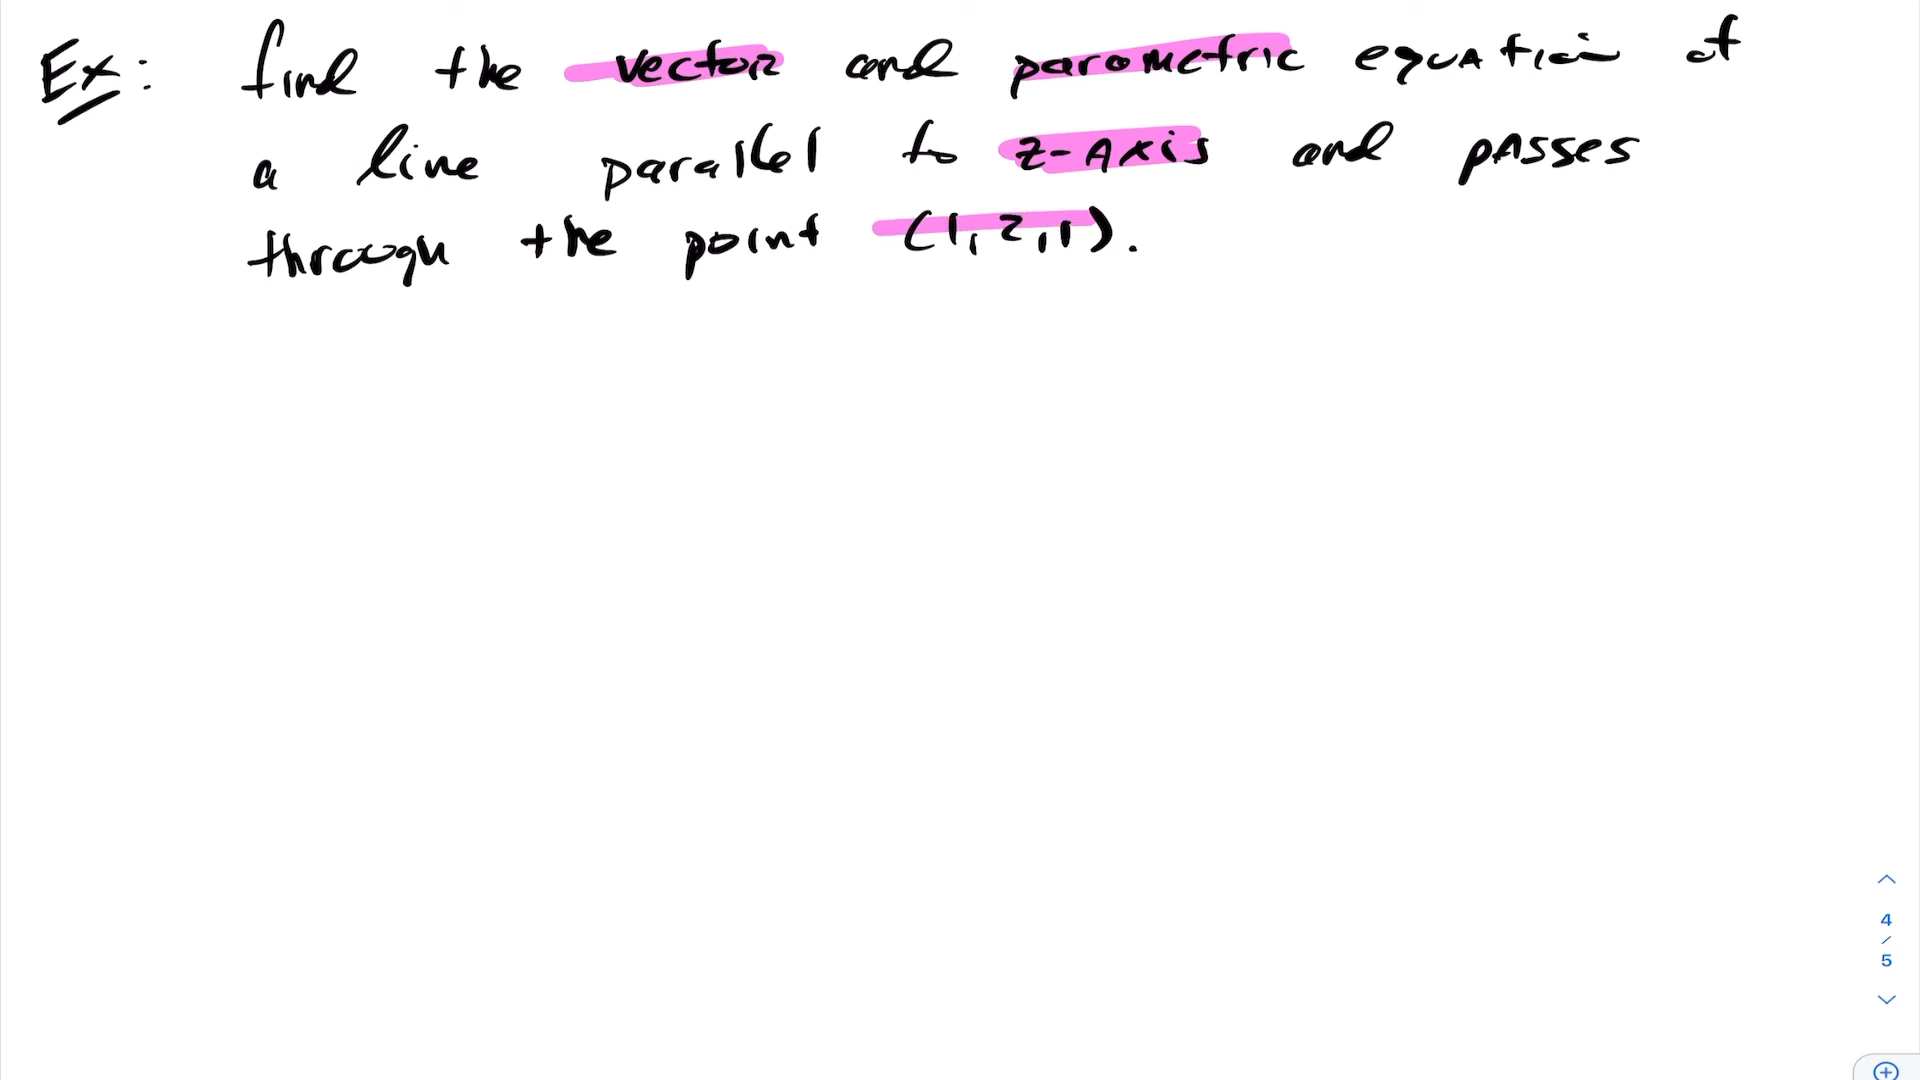 Ex: find the vector and parametric equation of
a line parallel to z-Axis and pAsses
through the point (1,2,1).
4
/
5